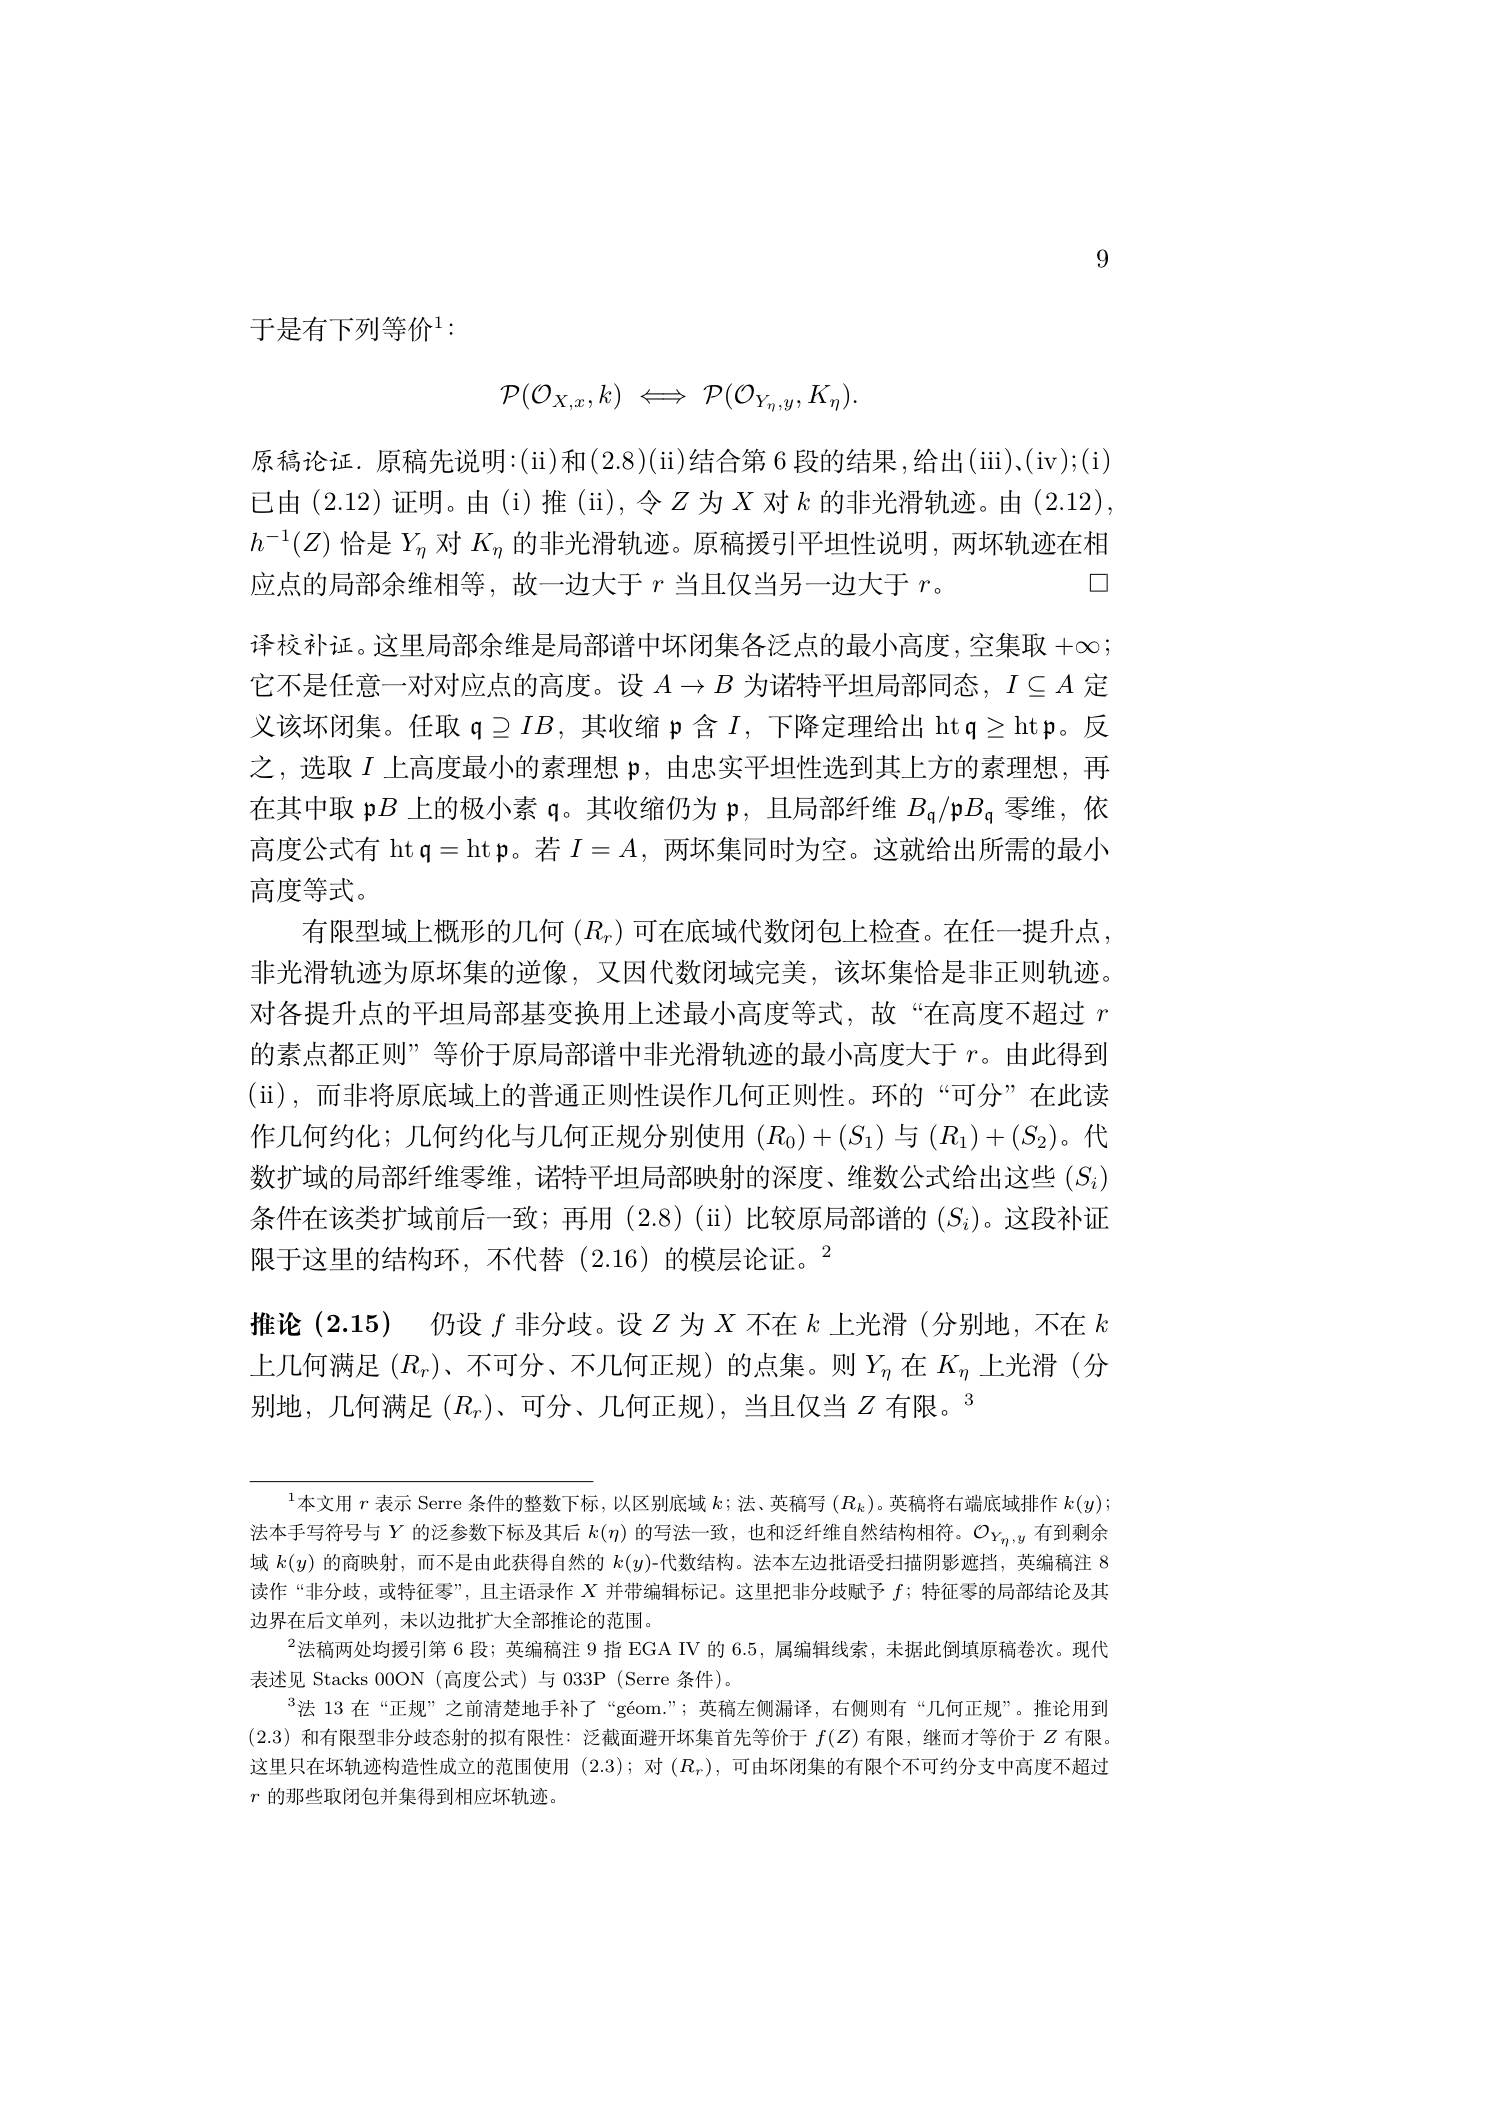 9
于是有下列等价¹：
𝒫(𝒪_{X,x}, k) ⟺ 𝒫(𝒪_{Y_η,y}, K_η).
原稿论证. 原稿先说明：(ii)和(2.8)(ii)结合第 6 段的结果，给出(iii)、(iv)；(i)
已由 (2.12) 证明。由 (i) 推 (ii)，令 Z 为 X 对 k 的非光滑轨迹。由 (2.12)，
h⁻¹(Z) 恰是 Y_η 对 K_η 的非光滑轨迹。原稿援引平坦性说明，两坏轨迹在相
应点的局部余维相等，故一边大于 r 当且仅当另一边大于 r。 □
译校补证。这里局部余维是局部谱中坏闭集各泛点的最小高度，空集取 +∞；
它不是任意一对对应点的高度。设 A → B 为诺特平坦局部同态，I ⊆ A 定
义该坏闭集。任取 𝔮 ⊇ IB，其收缩 𝔭 含 I，下降定理给出 ht 𝔮 ≥ ht 𝔭。反
之，选取 I 上高度最小的素理想 𝔭，由忠实平坦性选到其上方的素理想，再
在其中取 𝔭B 上的极小素 𝔮。其收缩仍为 𝔭，且局部纤维 B_𝔮/𝔭B_𝔮 零维，依
高度公式有 ht 𝔮 = ht 𝔭。若 I = A，两坏集同时为空。这就给出所需的最小
高度等式。
有限型域上概形的几何 (R_r) 可在底域代数闭包上检查。在任一提升点，
非光滑轨迹为原坏集的逆像，又因代数闭域完美，该坏集恰是非正则轨迹。
对各提升点的平坦局部基变换用上述最小高度等式，故“在高度不超过 r
的素点都正则”等价于原局部谱中非光滑轨迹的最小高度大于 r。由此得到
(ii)，而非将原底域上的普通正则性误作几何正则性。环的“可分”在此读
作几何约化；几何约化与几何正规分别使用 (R₀) + (S₁) 与 (R₁) + (S₂)。代
数扩域的局部纤维零维，诺特平坦局部映射的深度、维数公式给出这些 (S_i)
条件在该类扩域前后一致；再用 (2.8) (ii) 比较原局部谱的 (S_i)。这段补证
限于这里的结构环，不代替（2.16）的模层论证。²
推论（2.15） 仍设 f 非分歧。设 Z 为 X 不在 k 上光滑（分别地，不在 k
上几何满足 (R_r)、不可分、不几何正规）的点集。则 Y_η 在 K_η 上光滑（分
别地，几何满足 (R_r)、可分、几何正规），当且仅当 Z 有限。³
¹本文用 r 表示 Serre 条件的整数下标，以区别底域 k；法、英稿写 (R_k)。英稿将右端底域排作 k(y)；
法本手写符号与 Y 的泛参数下标及其后 k(η) 的写法一致，也和泛纤维自然结构相符。𝒪_{Y_η,y} 有到剩余
域 k(y) 的商映射，而不是由此获得自然的 k(y)-代数结构。法本左边批语受扫描阴影遮挡，英编稿注 8
读作“非分歧，或特征零”，且主语录作 X 并带编辑标记。这里把非分歧赋予 f；特征零的局部结论及其
边界在后文单列，未以边批扩大全部推论的范围。
²法稿两处均援引第 6 段；英编稿注 9 指 EGA IV 的 6.5，属编辑线索，未据此倒填原稿卷次。现代
表述见 Stacks 00ON（高度公式）与 033P（Serre 条件）。
³法 13 在“正规”之前清楚地手补了“géom.”；英稿左侧漏译，右侧则有“几何正规”。推论用到
(2.3) 和有限型非分歧态射的拟有限性：泛截面避开坏集首先等价于 f(Z) 有限，继而才等价于 Z 有限。
这里只在坏轨迹构造性成立的范围使用（2.3）；对 (R_r)，可由坏闭集的有限个不可约分支中高度不超过
r 的那些取闭包并集得到相应坏轨迹。